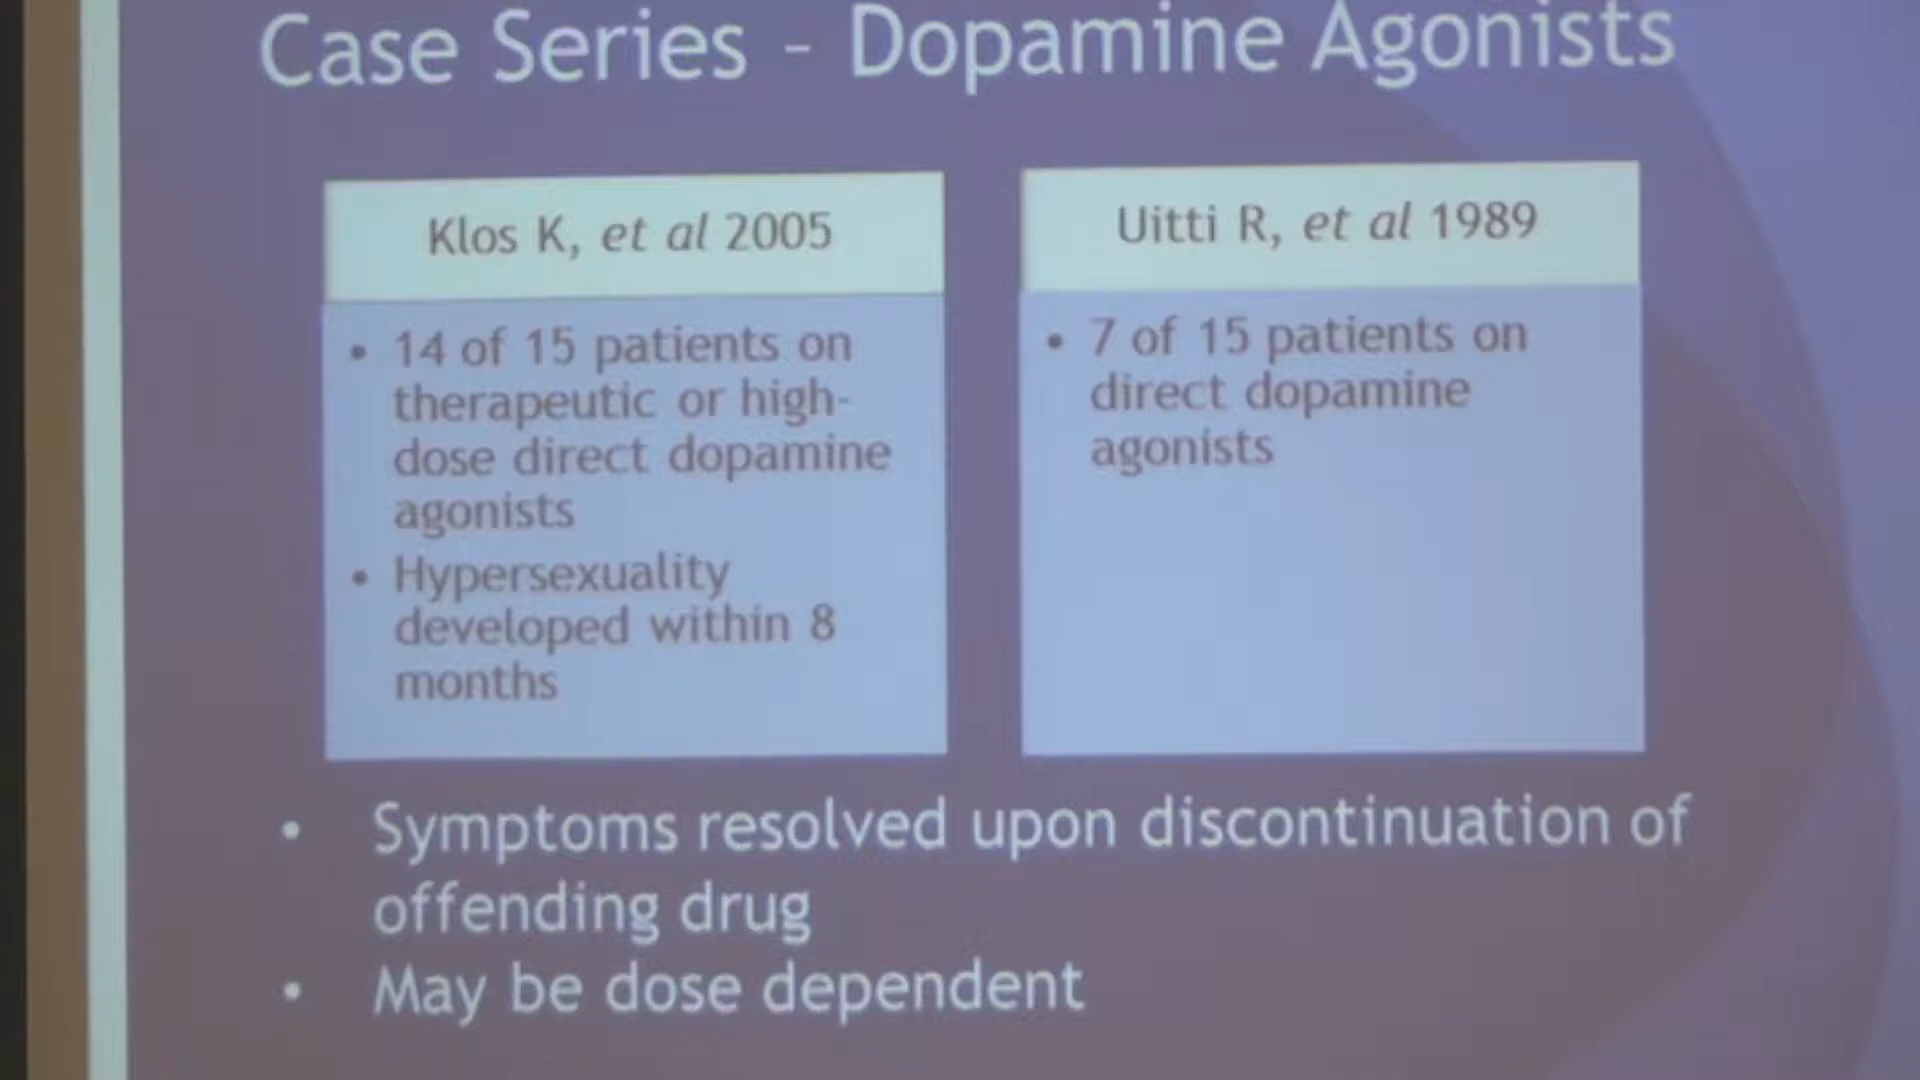 Case Series - Dopamine Agonists
Klos K, et al 2005
• 14 of 15 patients on
therapeutic or high-
dose direct dopamine
agonists
• Hypersexuality
developed within 8
months
Uitti R, et al 1989
• 7 of 15 patients on
direct dopamine
agonists
• Symptoms resolved upon discontinuation of
offending drug
• May be dose dependent